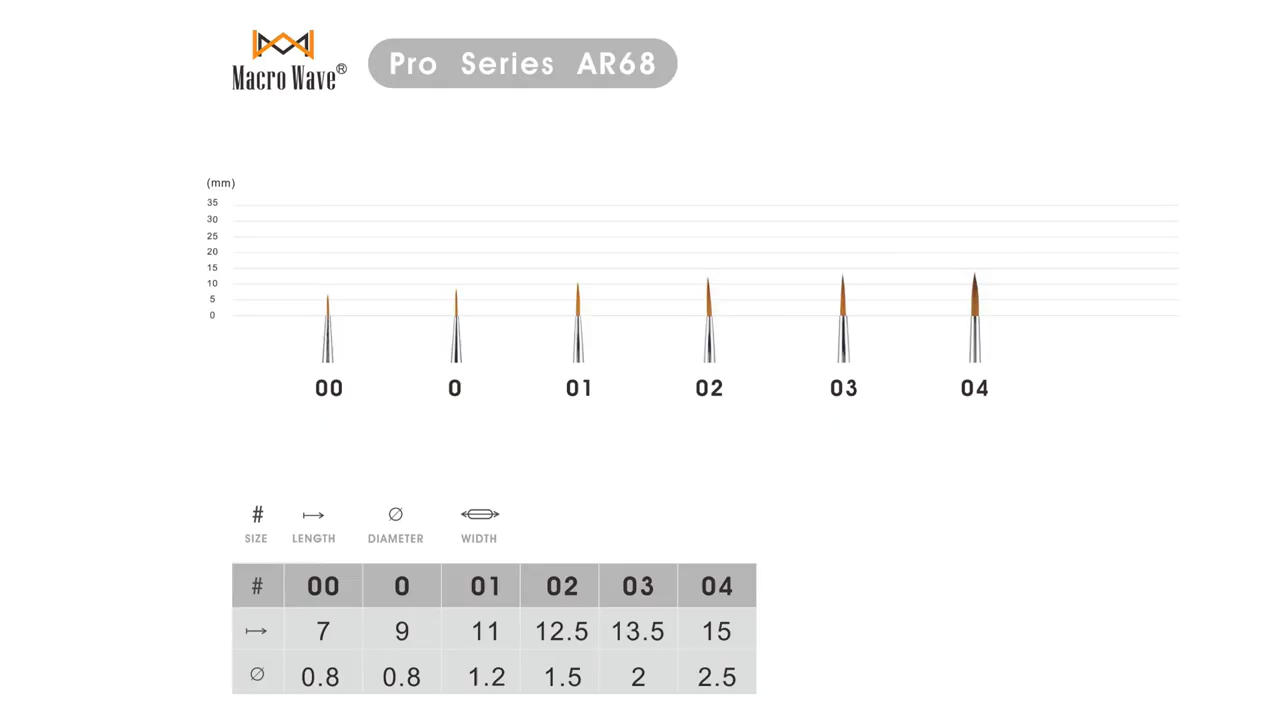 Macro Wave®
Pro Series AR68
(mm)
35
30
25
20
15
10
5
0
00 0 01 02 03 04
# ∅
SIZE LENGTH DIAMETER WIDTH
# 00 0 01 02 03 04
7 9 11 12.5 13.5 15
∅ 0.8 0.8 1.2 1.5 2 2.5